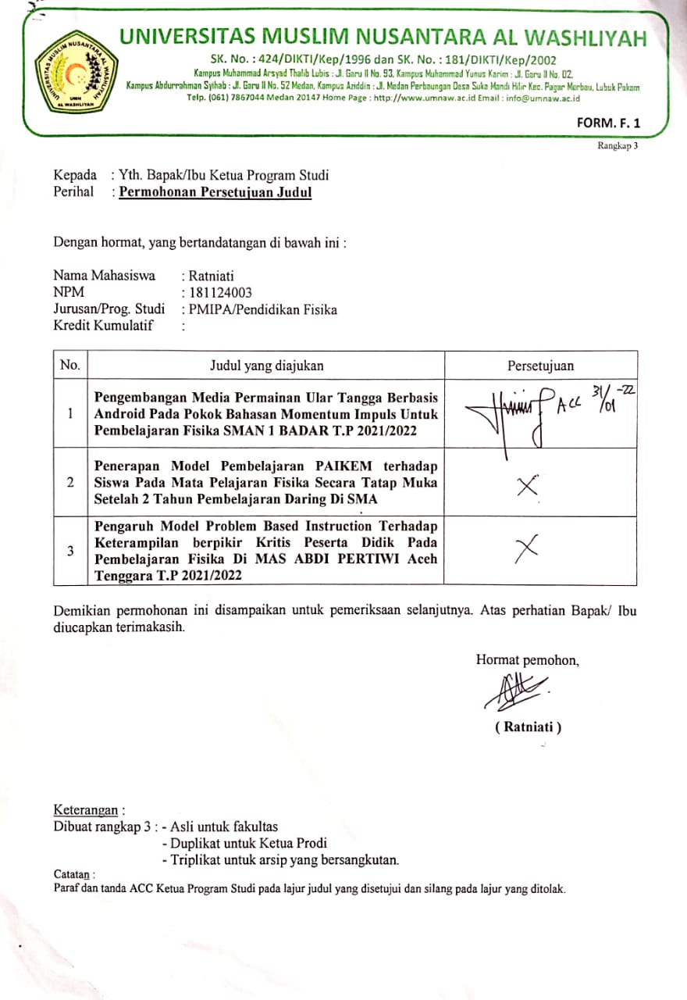 UNIVERSITAS MUSLIM NUSANTARA AL WASHLIYAH
SK. No. : 424/DIKTI/Kep/1996 dan SK. No. : 181/DIKTI/Kep/2002
Kampus Muhammad Arsyad Thalib Lubis : Jl. Garu II No. 93, Kampus Muhammad Yunus Karim : Jl. Garu II No. 02,
Kampus Abdurrahman Syihab : Jl. Garu II No. 52 Medan, Kampus Aziddin : Jl. Medan Perbaungan Desa Suka Mandi Hilir Kec. Pagar Merbau, Lubuk Pakam
Telp. (061) 7867044 Medan 20147 Home Page : http://www.umnaw.ac.id Email : info@umnaw.ac.id
UNIVERSITAS MUSLIM NUSANTARA AL WASHLIYAH
UMN
AL WASHLIYAH
FORM. F. 1
Rangkap 3
Kepada : Yth. Bapak/Ibu Ketua Program Studi
Perihal : Permohonan Persetujuan Judul
Dengan hormat, yang bertandatangan di bawah ini :
Nama Mahasiswa : Ratniati
NPM : 181124003
Jurusan/Prog. Studi : PMIPA/Pendidikan Fisika
Kredit Kumulatif :
No. Judul yang diajukan Persetujuan
1 Pengembangan Media Permainan Ular Tangga Berbasis
Android Pada Pokok Bahasan Momentum Impuls Untuk
Pembelajaran Fisika SMAN 1 BADAR T.P 2021/2022
ACC 31/01-22
2 Penerapan Model Pembelajaran PAIKEM terhadap
Siswa Pada Mata Pelajaran Fisika Secara Tatap Muka
Setelah 2 Tahun Pembelajaran Daring Di SMA
X
3 Pengaruh Model Problem Based Instruction Terhadap
Keterampilan berpikir Kritis Peserta Didik Pada
Pembelajaran Fisika Di MAS ABDI PERTIWI Aceh
Tenggara T.P 2021/2022
X
Demikian permohonan ini disampaikan untuk pemeriksaan selanjutnya. Atas perhatian Bapak/ Ibu
diucapkan terimakasih.
Hormat pemohon,
( Ratniati )
Keterangan :
Dibuat rangkap 3 : - Asli untuk fakultas
- Duplikat untuk Ketua Prodi
- Triplikat untuk arsip yang bersangkutan.
Catatan :
Paraf dan tanda ACC Ketua Program Studi pada lajur judul yang disetujui dan silang pada lajur yang ditolak.